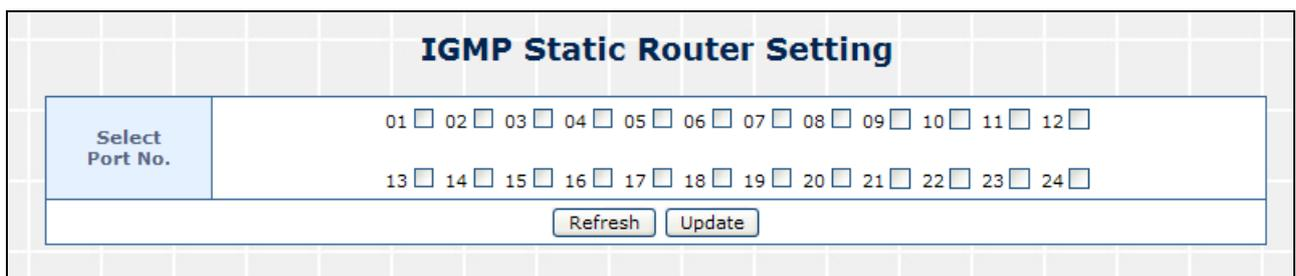 IGMP Static Router Setting
Select
Port No.
01 02 03 04 05 06 07 08 09 10 11 12
13 14 15 16 17 18 19 20 21 22 23 24
Refresh Update